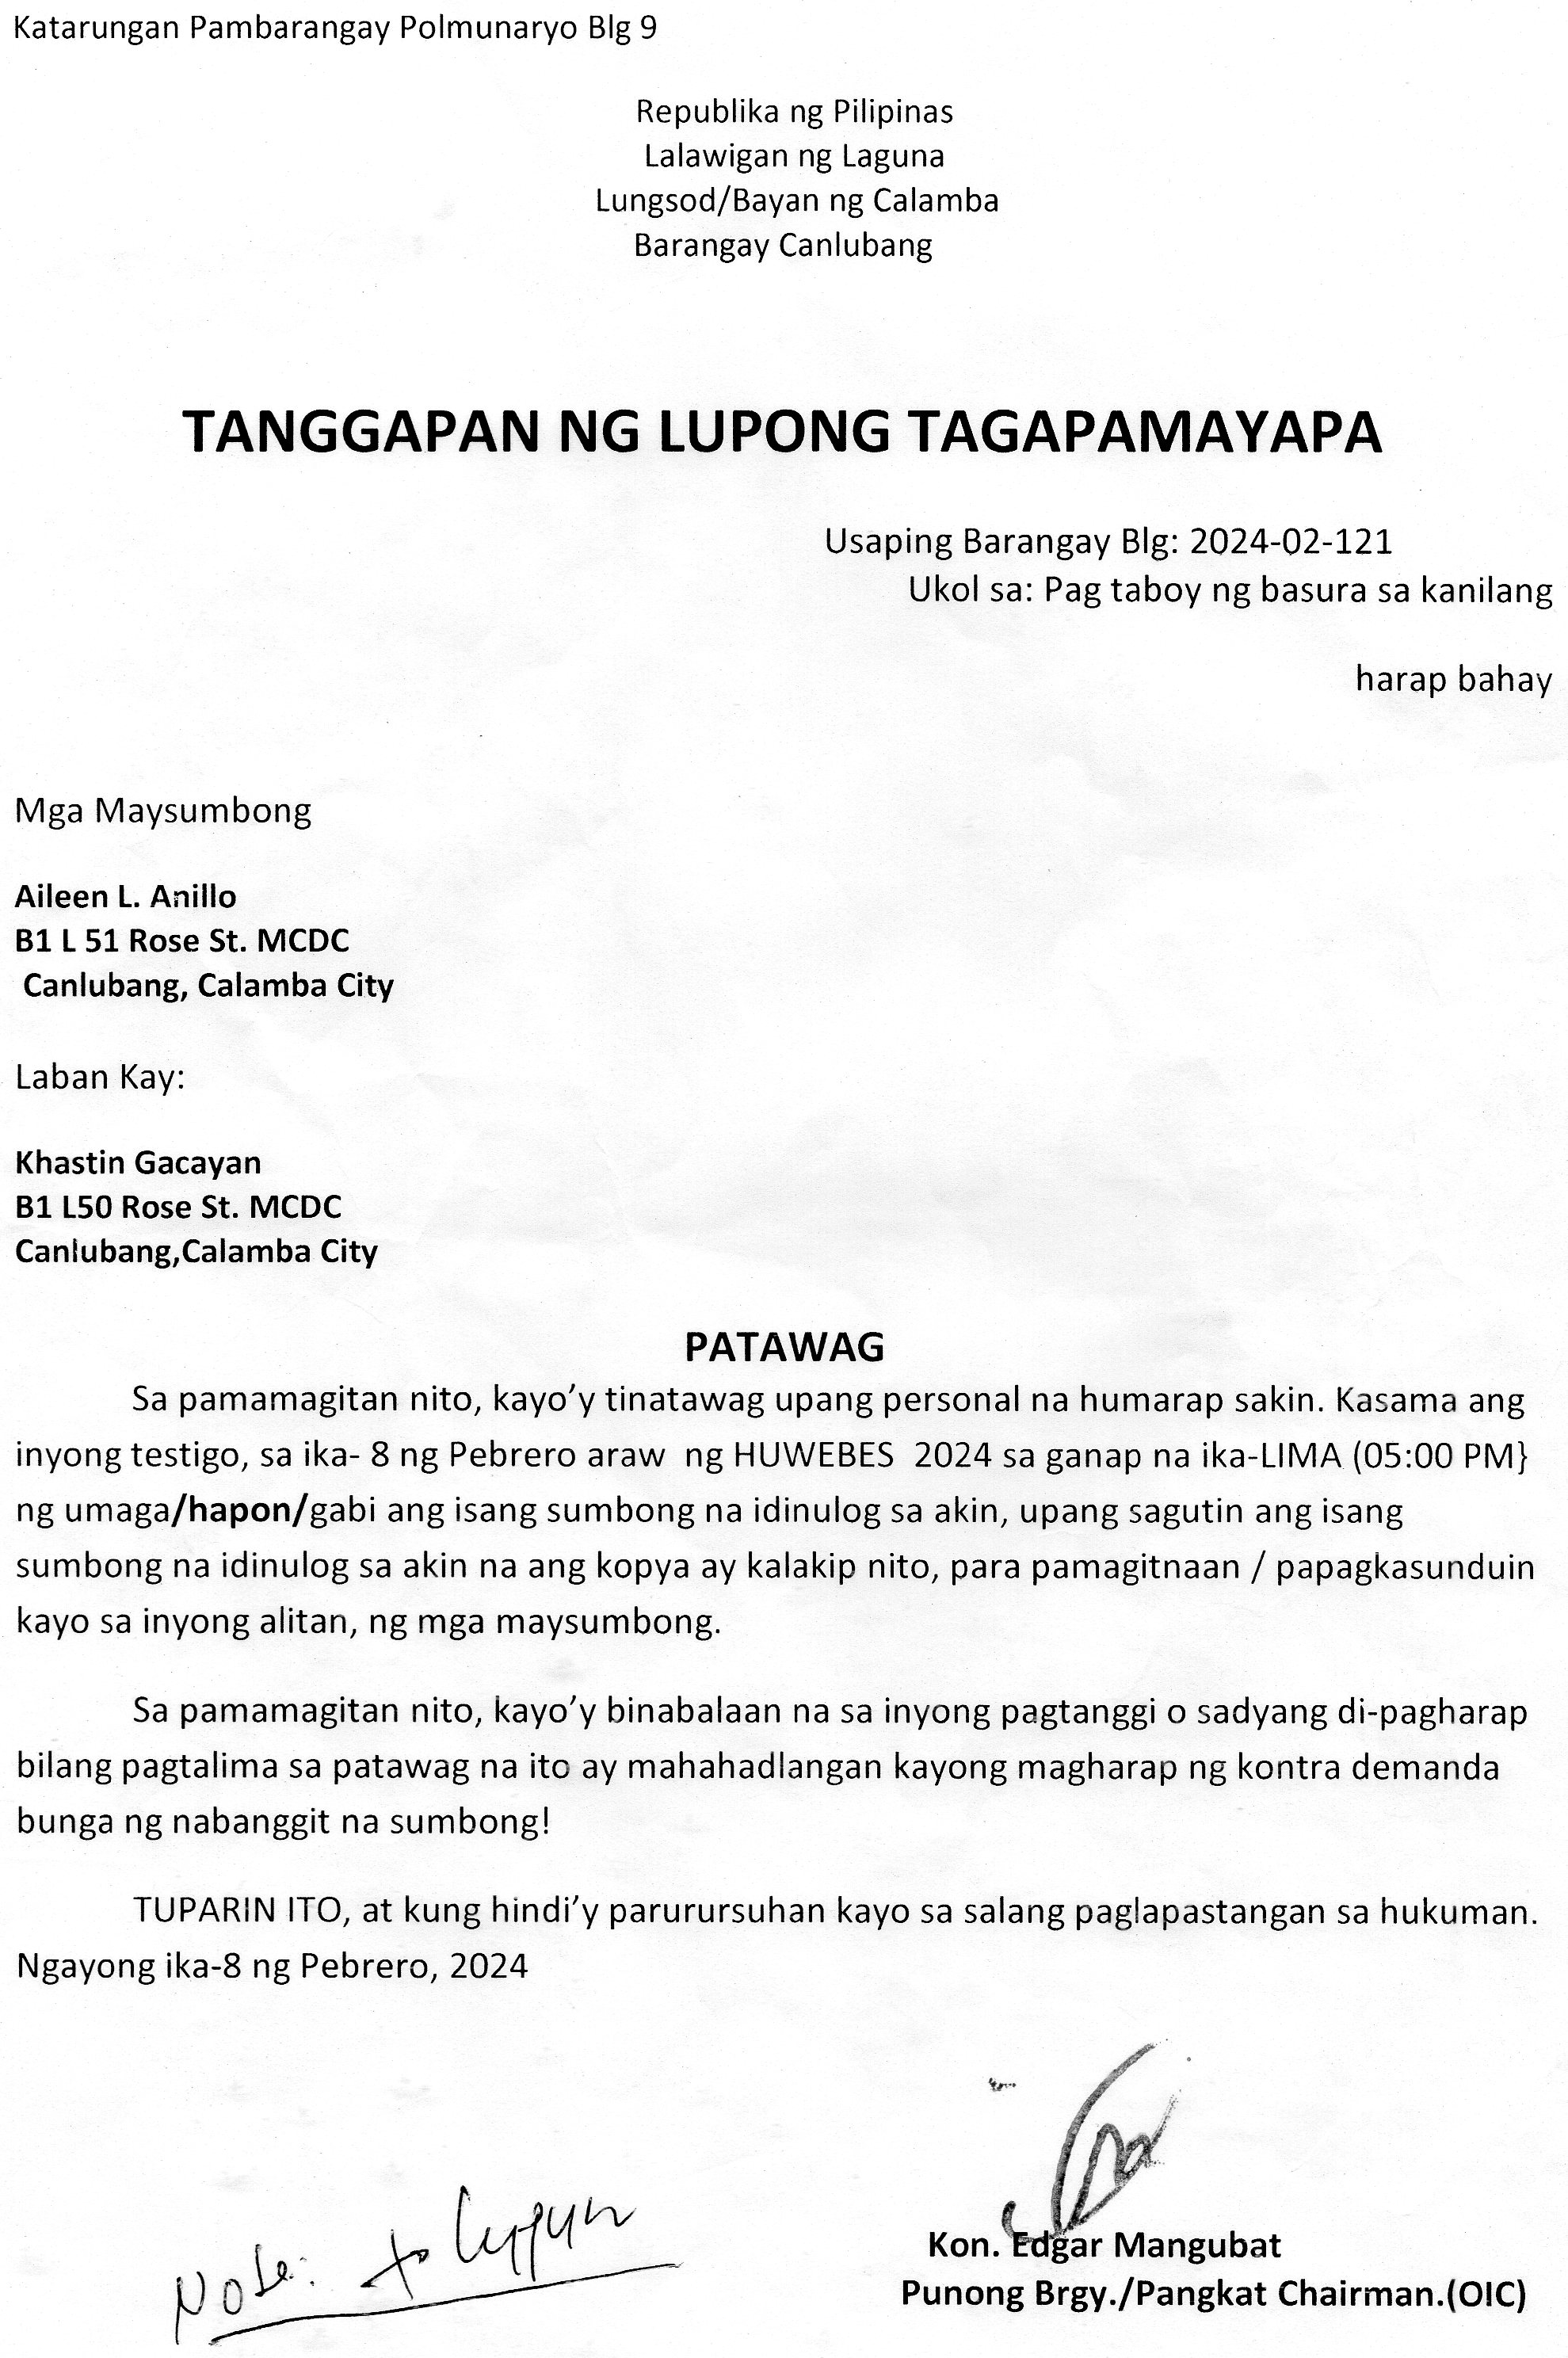 Katarungan Pambarangay Polmunaryo Blg 9
Republika ng Pilipinas
Lalawigan ng Laguna
Lungsod/Bayan ng Calamba
Barangay Canlubang
TANGGAPAN NG LUPONG TAGAPAMAYAPA
Usaping Barangay Blg: 2024-02-121
Ukol sa: Pag taboy ng basura sa kanilang
harap bahay
Mga Maysumbong
Aileen L. Anillo
B1 L 51 Rose St. MCDC
Canlubang, Calamba City
Laban Kay:
Khastin Gacayan
B1 L50 Rose St. MCDC
Canlubang,Calamba City
PATAWAG
Sa pamamagitan nito, kayo’y tinatawag upang personal na humarap sakin. Kasama ang
inyong testigo, sa ika- 8 ng Pebrero araw  ng HUWEBES  2024 sa ganap na ika-LIMA (05:00 PM}
ng umaga/hapon/gabi ang isang sumbong na idinulog sa akin, upang sagutin ang isang
sumbong na idinulog sa akin na ang kopya ay kalakip nito, para pamagitnaan / papagkasunduin
kayo sa inyong alitan, ng mga maysumbong.
Sa pamamagitan nito, kayo’y binabalaan na sa inyong pagtanggi o sadyang di-pagharap
bilang pagtalima sa patawag na ito ay mahahadlangan kayong magharap ng kontra demanda
bunga ng nabanggit na sumbong!
TUPARIN ITO, at kung hindi’y parurursuhan kayo sa salang paglapastangan sa hukuman.
Ngayong ika-8 ng Pebrero, 2024
Note:
Kon. Edgar Mangubat
Punong Brgy./Pangkat Chairman.(OIC)